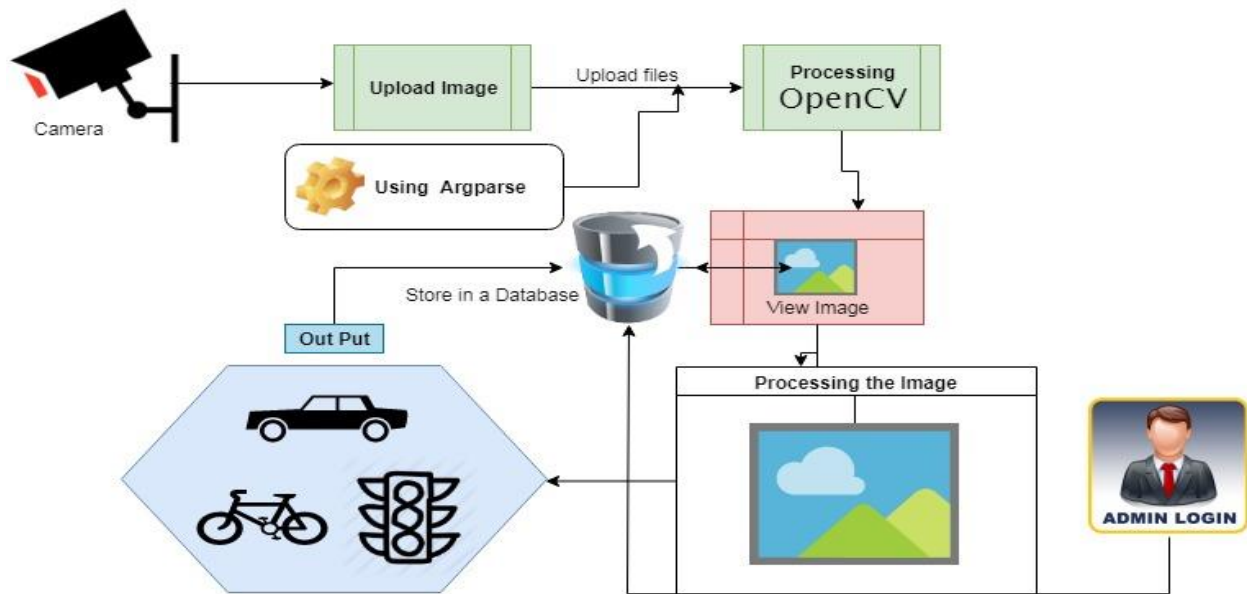 Camera
Upload Image
Upload files
Processing
OpenCV
Using Argparse
Store in a Database
View Image
Out Put
Processing the Image
ADMIN LOGIN